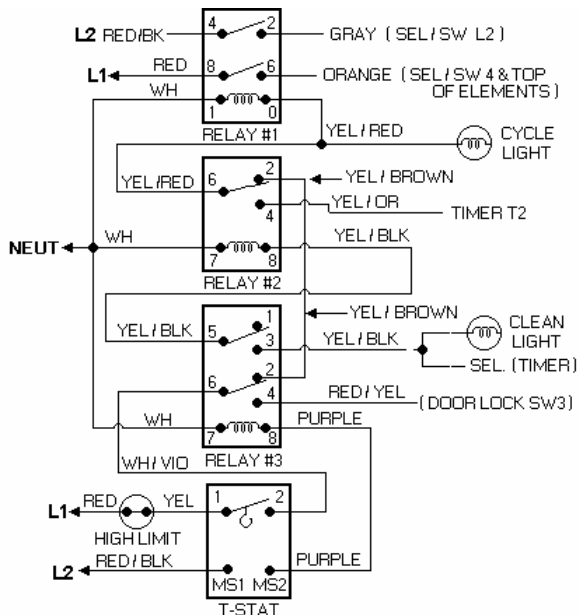 4 2
L2 RED/BK GRAY (SEL/SW L2)
8 6
L1 RED ORANGE (SEL/SW 4 & TOP
OF ELEMENTS)
WH
1 0
RELAY #1
YEL/RED
CYCLE
LIGHT
2
YEL/RED 6
YEL/BROWN
4
YEL/OR
TIMER T2
NEUT WH
YEL/BLK
7 8
RELAY #2
YEL/BROWN
1
YEL/BLK 5
3
YEL/BLK
CLEAN
LIGHT
SEL. (TIMER)
2
6
4
RED/YEL
(DOOR LOCK SW3)
WH
7 8
PURPLE
RELAY #3
WH/VIO
L1 RED YEL 1 2
HIGH LIMIT
L2 RED/BLK
PURPLE
MS1 MS2
T-STAT